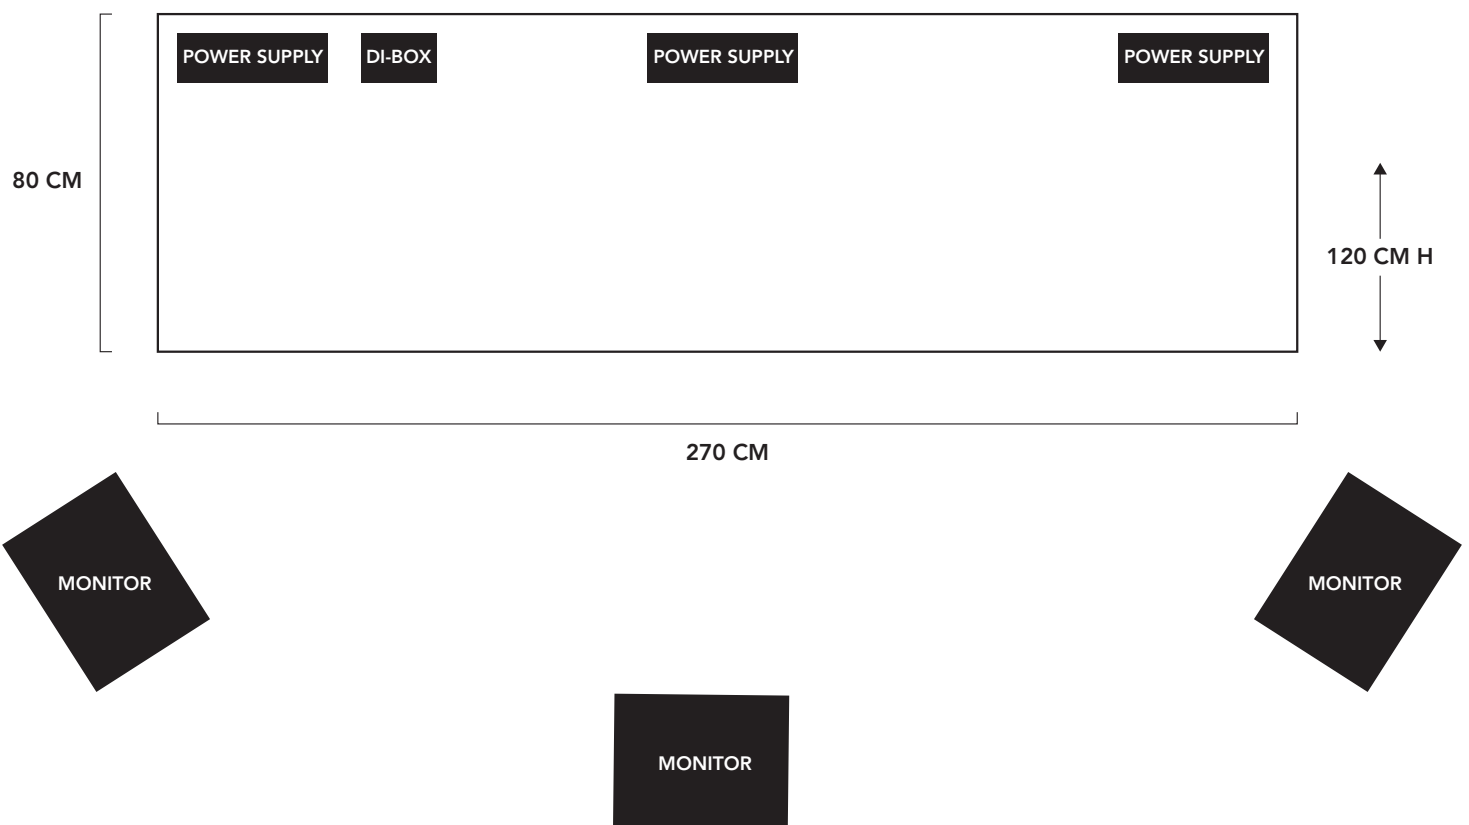 POWER SUPPLY
DI-BOX
POWER SUPPLY
POWER SUPPLY
80 CM
120 CM H
270 CM
MONITOR
MONITOR
MONITOR